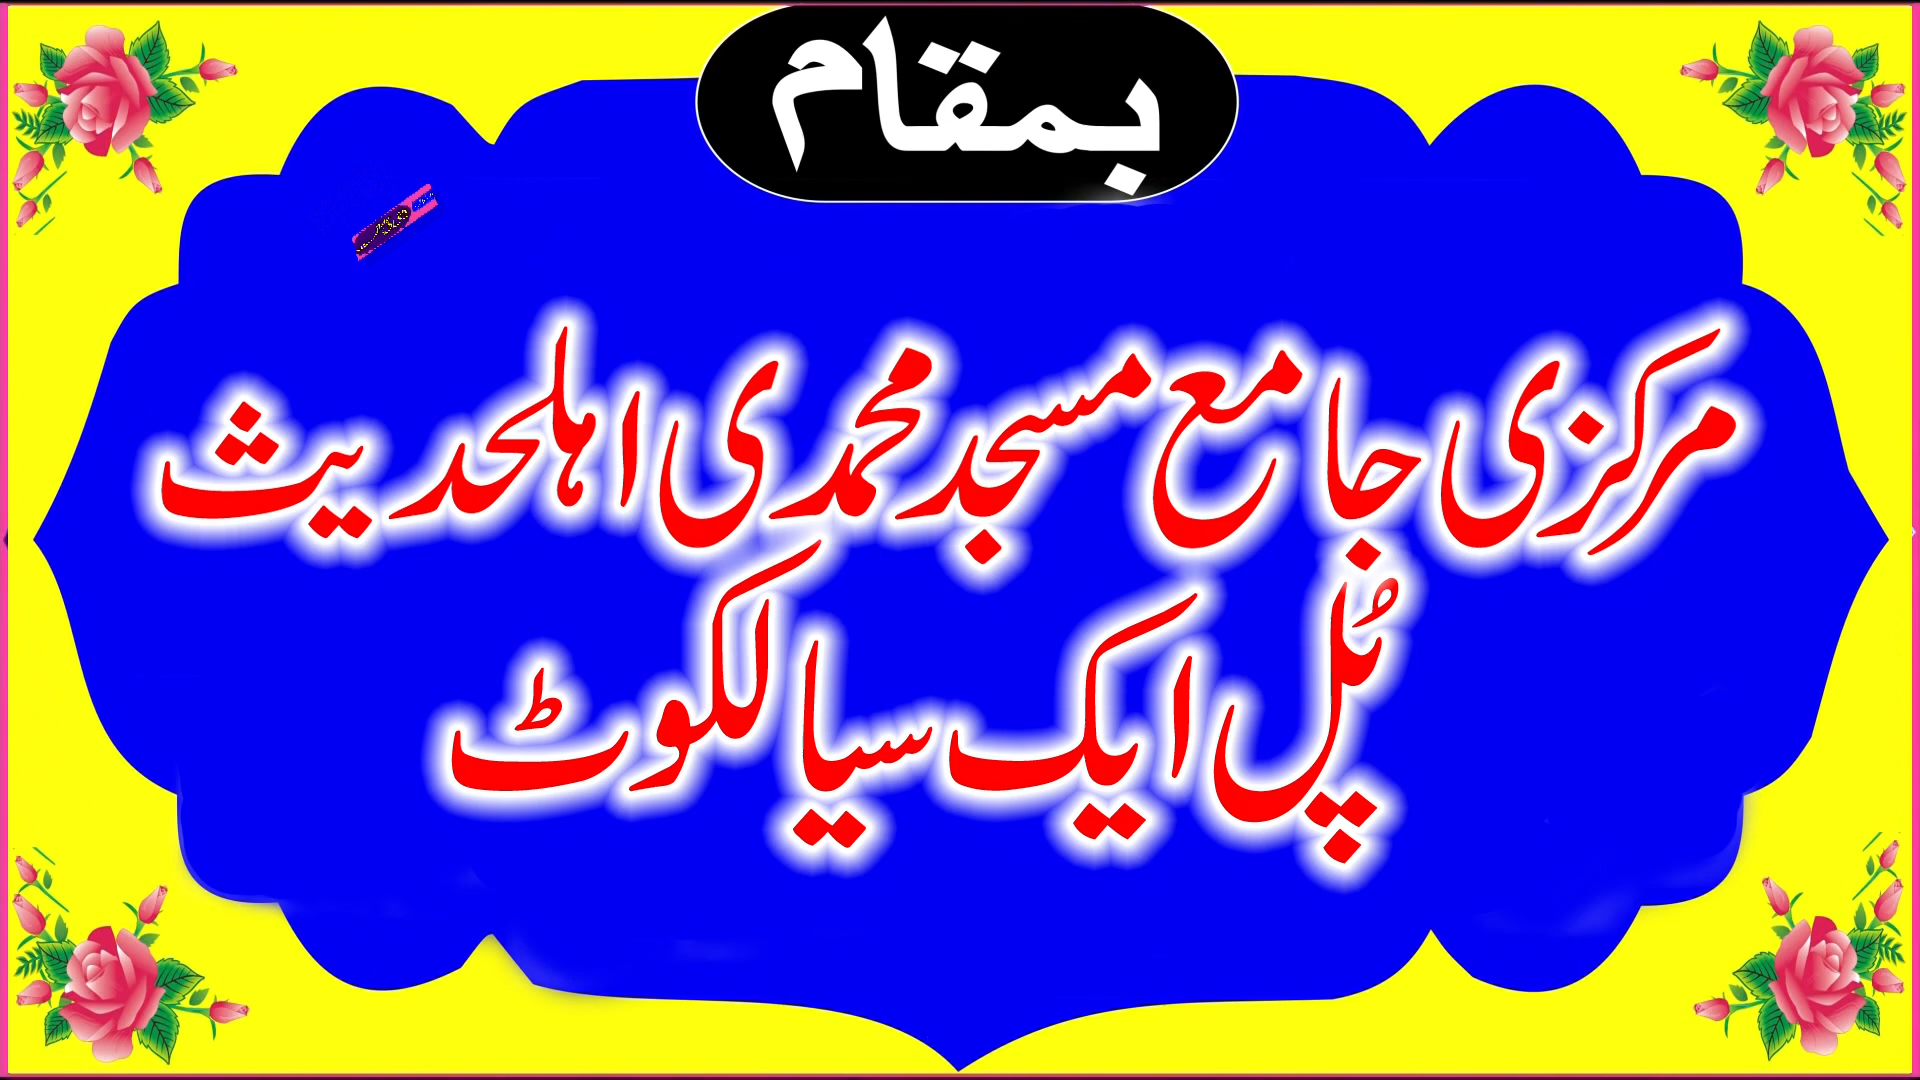 بمقام
مرکزی جامع مسجد محمدی اہلحدیث
پُل ایک سیالکوٹ